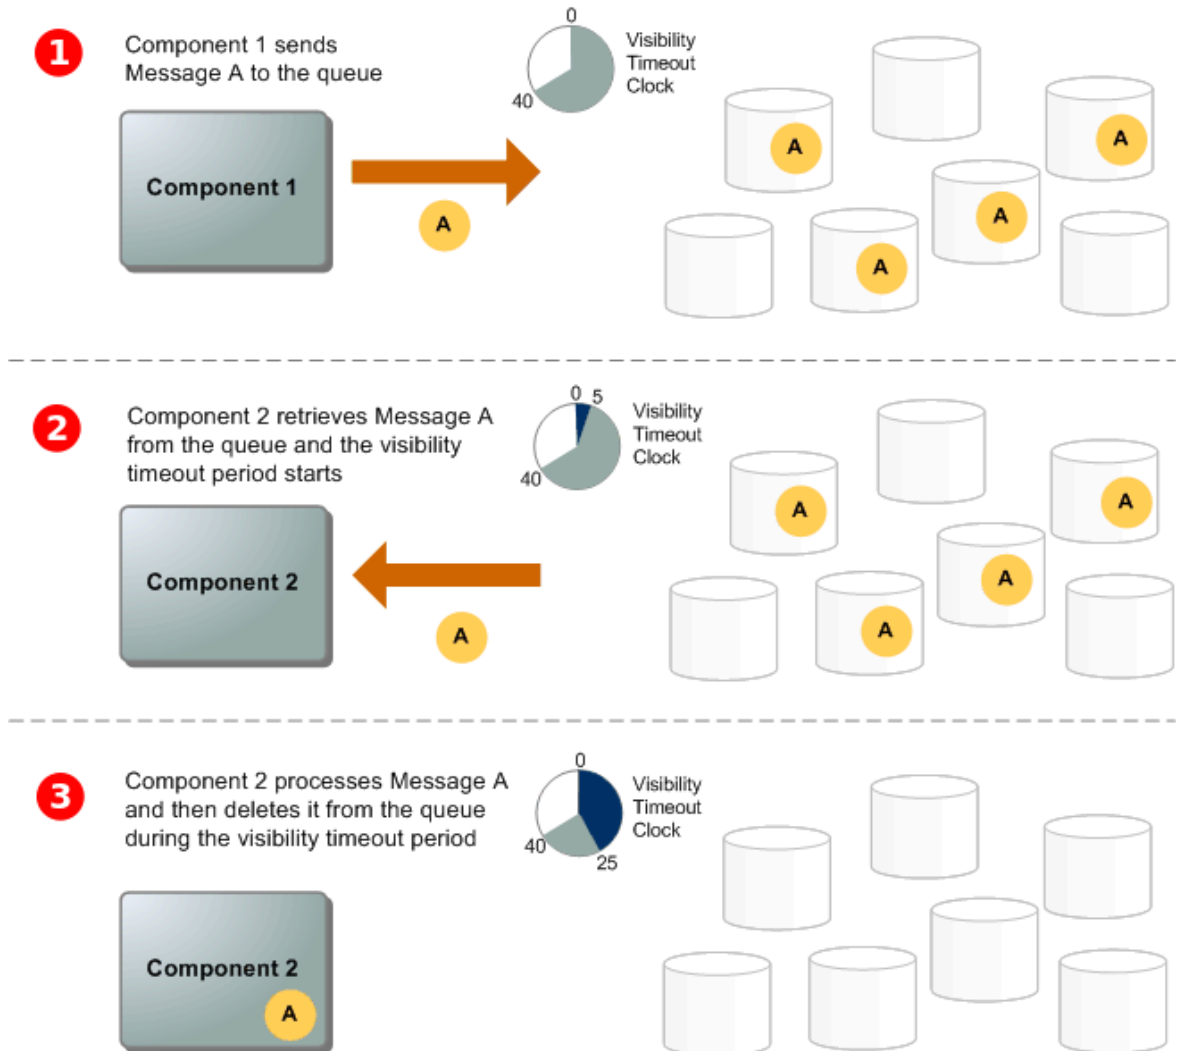 1
Component 1 sends
Message A to the queue
0
40
Visibility
Timeout
Clock
Component 1
A
A
A
A
A
2
Component 2 retrieves Message A
from the queue and the visibility
timeout period starts
0 5
40
Visibility
Timeout
Clock
Component 2
A
A
A
A
A
3
Component 2 processes Message A
and then deletes it from the queue
during the visibility timeout period
0
40
25
Visibility
Timeout
Clock
Component 2
A